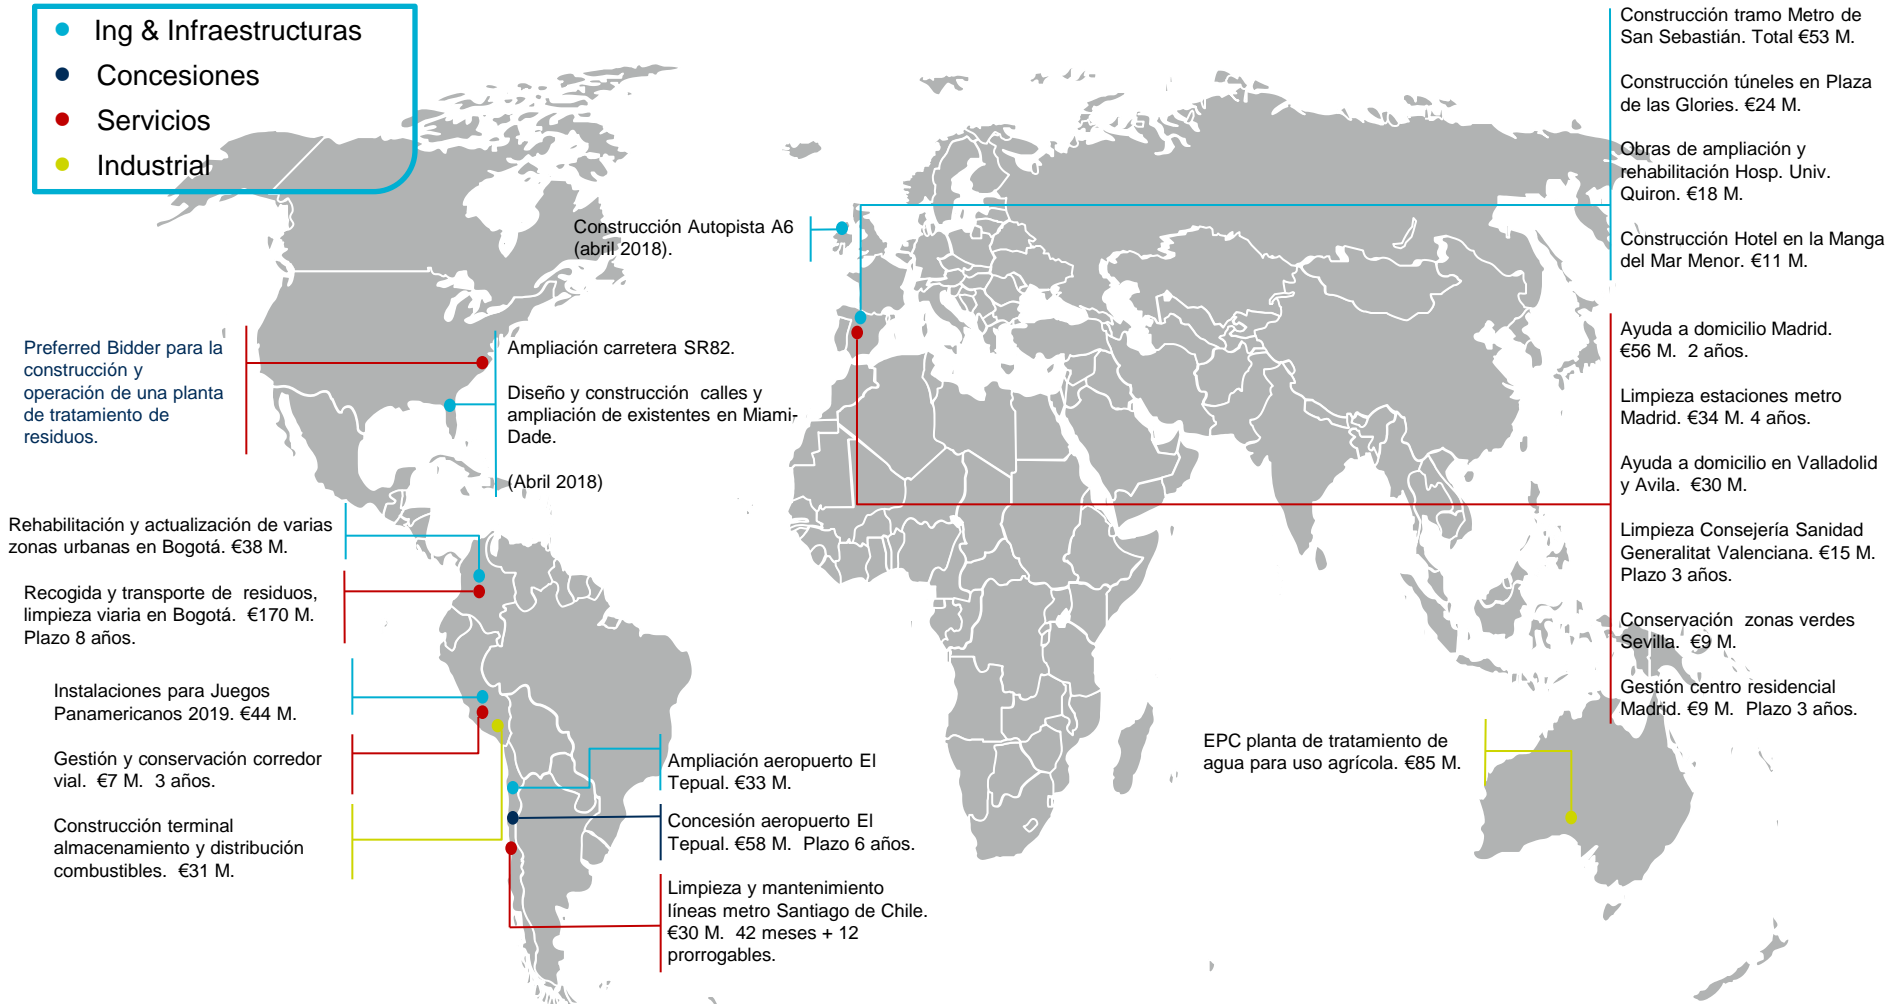 Ing & Infraestructuras
Concesiones
Servicios
Industrial
Construcción tramo Metro de
San Sebastián. Total €53 M.
Construcción túneles en Plaza
de las Glories. €24 M.
Obras de ampliación y
rehabilitación Hosp. Univ.
Quiron. €18 M.
Construcción Hotel en la Manga
del Mar Menor. €11 M.
Construcción Autopista A6
(abril 2018).
Preferred Bidder para la
construcción y
operación de una planta
de tratamiento de
residuos.
Ampliación carretera SR82.
Diseño y construcción calles y
ampliación de existentes en Miami-
Dade.
(Abril 2018)
Ayuda a domicilio Madrid.
€56 M. 2 años.
Limpieza estaciones metro
Madrid. €34 M. 4 años.
Ayuda a domicilio en Valladolid
y Avila. €30 M.
Limpieza Consejería Sanidad
Generalitat Valenciana. €15 M.
Plazo 3 años.
Conservación zonas verdes
Sevilla. €9 M.
Gestión centro residencial
Madrid. €9 M. Plazo 3 años.
Rehabilitación y actualización de varias
zonas urbanas en Bogotá. €38 M.
Recogida y transporte de residuos,
limpieza viaria en Bogotá. €170 M.
Plazo 8 años.
Instalaciones para Juegos
Panamericanos 2019. €44 M.
Gestión y conservación corredor
vial. €7 M. 3 años.
Construcción terminal
almacenamiento y distribución
combustibles. €31 M.
Ampliación aeropuerto El
Tepual. €33 M.
Concesión aeropuerto El
Tepual. €58 M. Plazo 6 años.
Limpieza y mantenimiento
líneas metro Santiago de Chile.
€30 M. 42 meses + 12
prorrogables.
EPC planta de tratamiento de
agua para uso agrícola. €85 M.